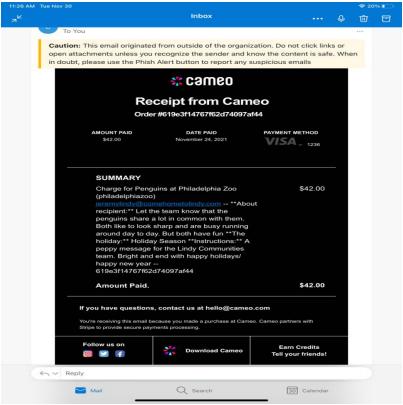 11:26 AM Tue Nov 30
20%
Inbox
To You
Caution: This email originated from outside of the organization. Do not click links or
open attachments unless you recognize the sender and know the content is safe. When
in doubt, please use the Phish Alert button to report any suspicious emails
cameo
Receipt from Cameo
Order #619e3f14767f62d74097af44
AMOUNT PAID
$42.00
DATE PAID
November 24, 2021
PAYMENT METHOD
VISA - 1236
SUMMARY
Charge for Penguins at Philadelphia Zoo $42.00
(philadelphiazoo)
jeremylindy@comehometolindy.com -- **About
recipient:** Let the team know that the
penguins share a lot in common with them.
Both like to look sharp and are busy running
around day to day. But both have fun **The
holiday:** Holiday Season **Instructions:** A
peppy message for the Lindy Communities
team. Bright and end with happy holidays/
happy new year --
619e3f14767f62d74097af44
Amount Paid. $42.00
If you have questions, contact us at hello@cameo.com
You're receiving this email because you made a purchase at Cameo. Cameo partners with
Stripe to provide secure payments processing.
Follow us on
Download Cameo
Earn Credits
Tell your friends!
Reply
Mail
Search
Calendar